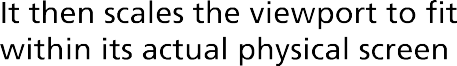 It then scales the viewport to fit
within its actual physical screen